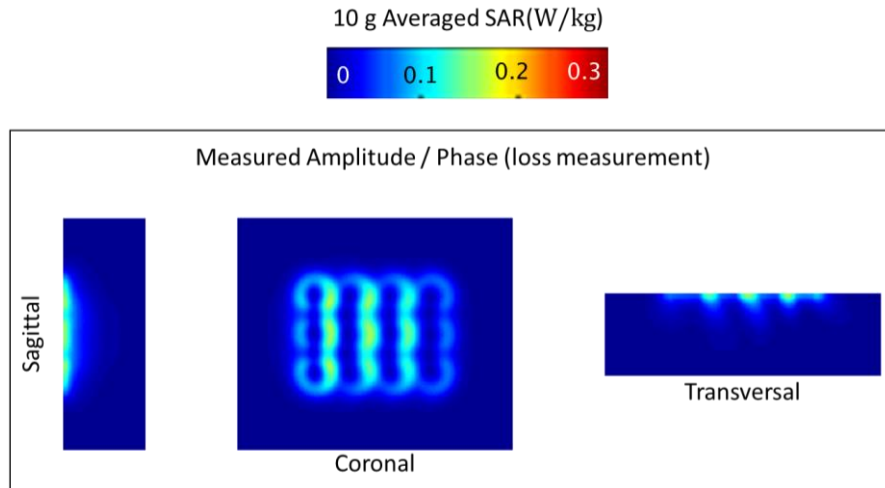 10 g Averaged SAR(W/kg)
0 0.1 0.2 0.3
Measured Amplitude / Phase (loss measurement)
Sagittal
Coronal
Transversal